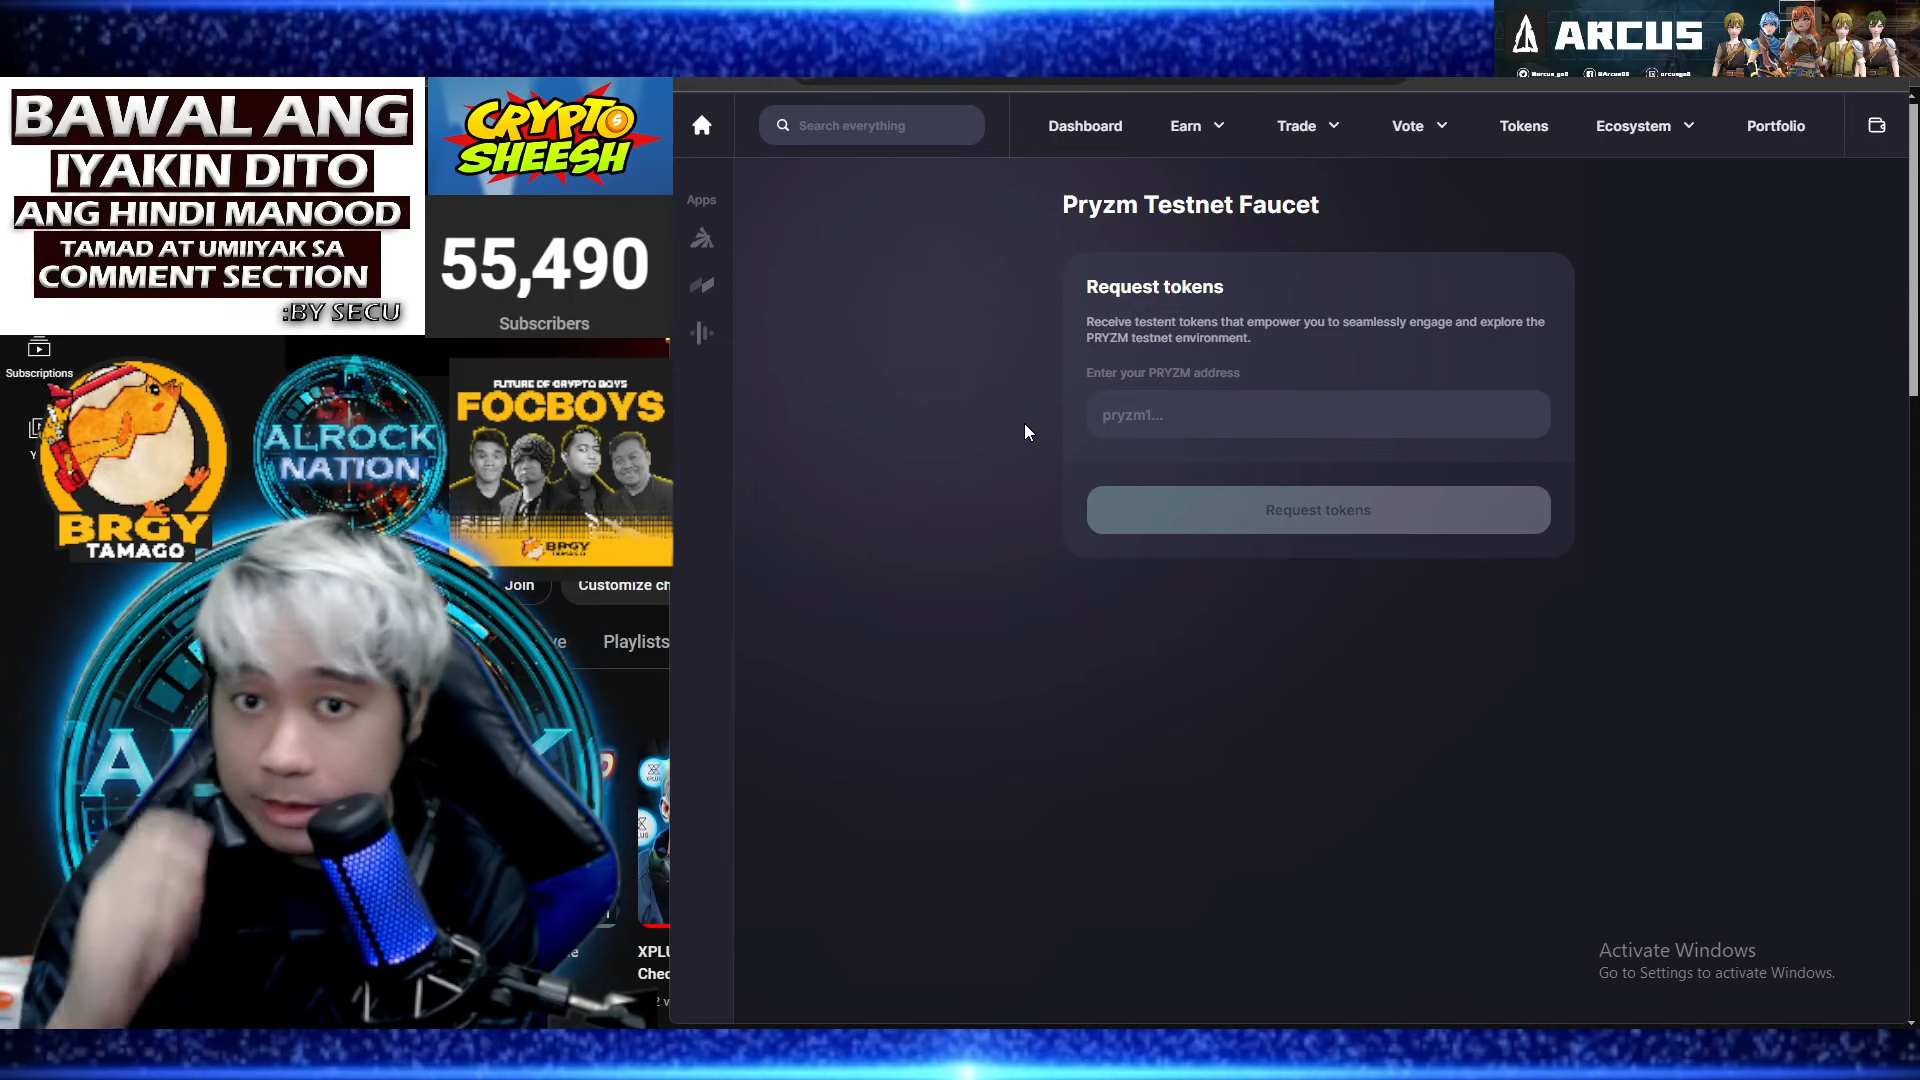 ARCUS
BAWAL ANG
IYAKIN DITO
ANG HINDI MANOOD
TAMAD AT UMIIYAK SA
COMMENT SECTION
:BY SECU
CRYPTO
SHEESH
55,490
Subscribers
Subscriptions
BRGY
TAMAGO
ALROCK
NATION
FUTURE OF CRYPTO BOYS
FOCBOYS
BRGY
TAMAGO
Join
Customize ch
Playlists
XPLU
Chec
Search everything
Dashboard
Earn
Trade
Vote
Tokens
Ecosystem
Portfolio
Apps
Pryzm Testnet Faucet
Request tokens
Receive testent tokens that empower you to seamlessly engage and explore the
PRYZM testnet environment.
Enter your PRYZM address
pryzm1...
Request tokens
Activate Windows
Go to Settings to activate Windows.